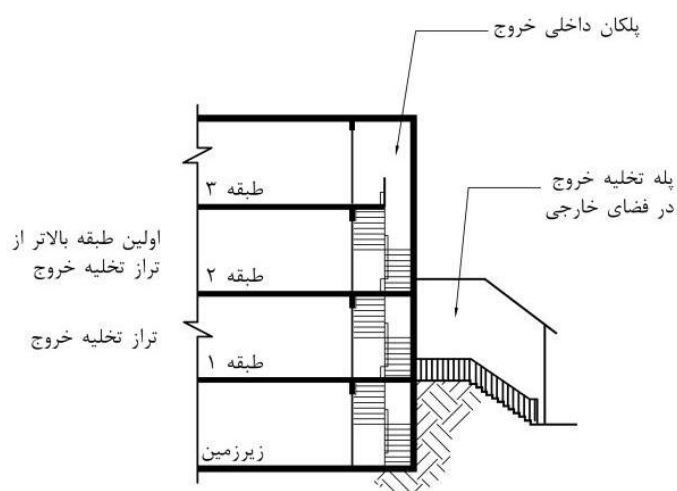 پلکان داخلی خروج
پله تخلیه خروج
در فضای خارجی
طبقه ۳
اولین طبقه بالاتر از
تراز تخلیه خروج
طبقه ۲
تراز تخلیه خروج
طبقه ۱
زیرزمین